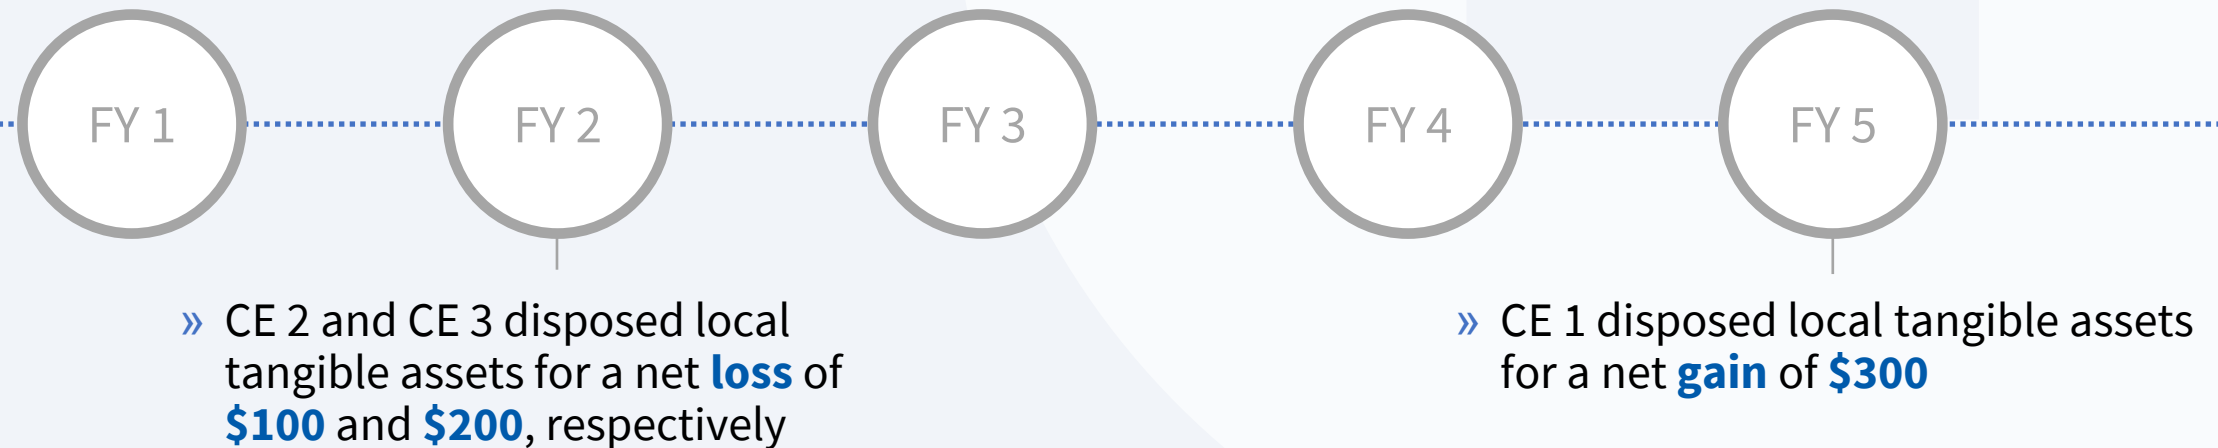 FY 1
FY 2
FY 3
FY 4
FY 5
» CE 2 and CE 3 disposed local
tangible assets for a net loss of
$100 and $200, respectively
» CE 1 disposed local tangible assets
for a net gain of $300